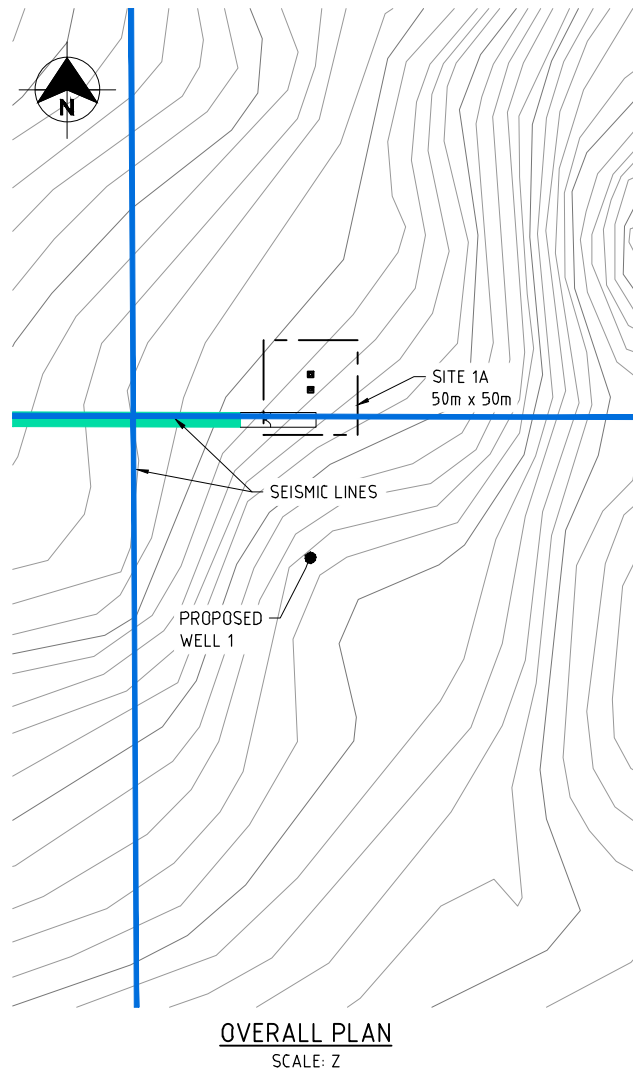 N
SITE 1A
50m x 50m
SEISMIC LINES
PROPOSED
WELL 1
OVERALL PLAN
SCALE: Z